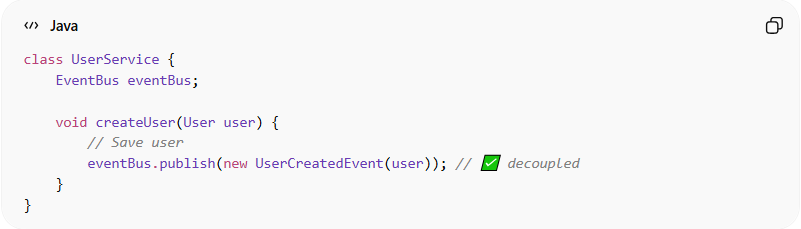 </> Java
class UserService {
    EventBus eventBus;
    void createUser(User user) {
        // Save user
        eventBus.publish(new UserCreatedEvent(user)); // ✅ decoupled
    }
}